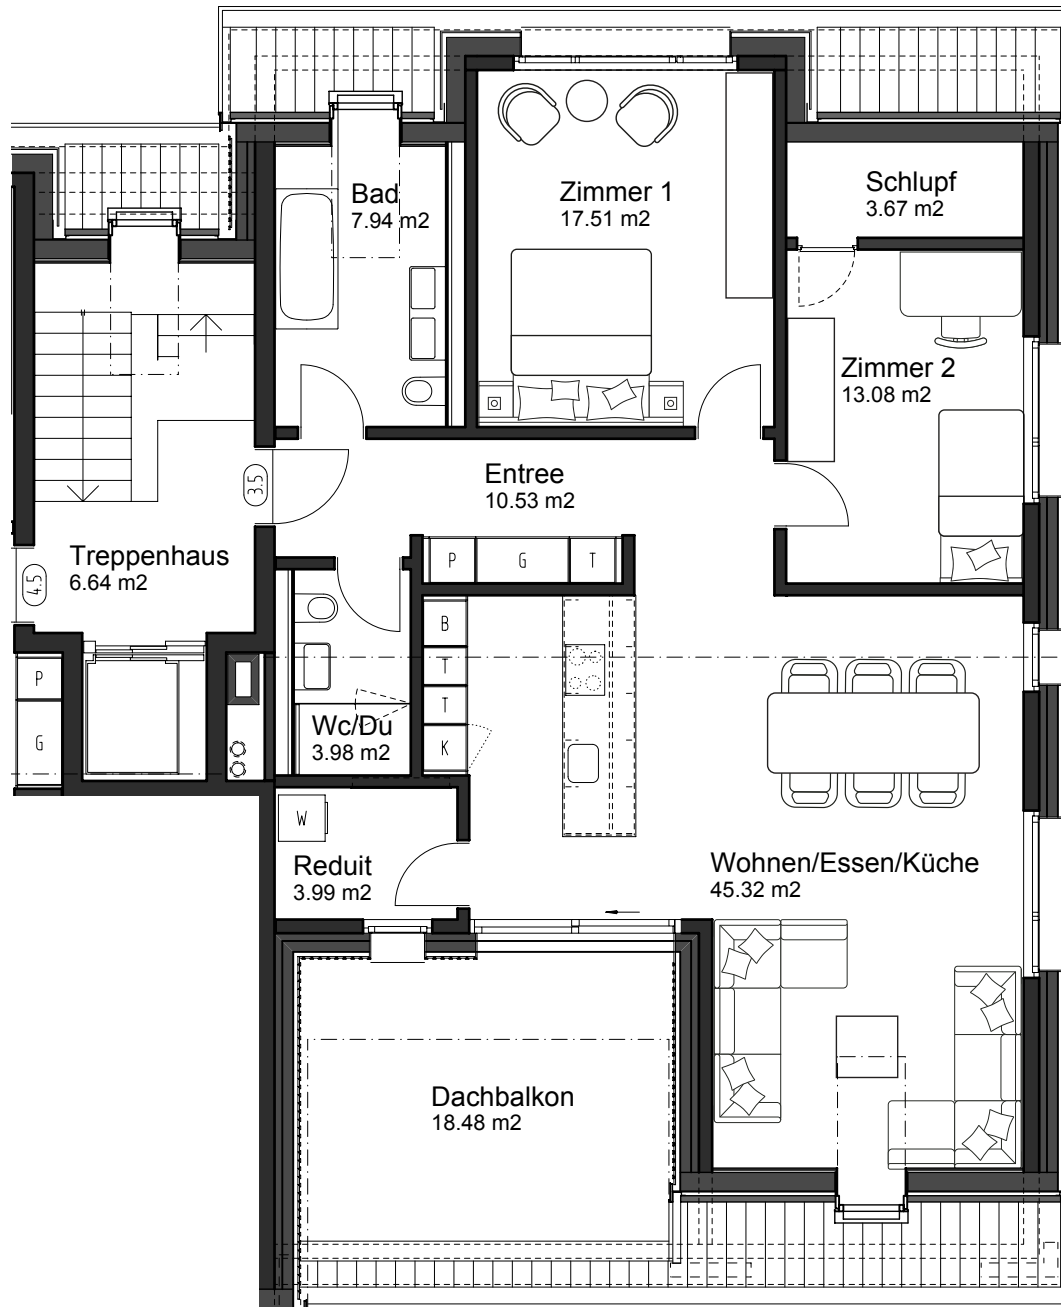 Bad
7.94 m2
Zimmer 1
17.51 m2
Schlupf
3.67 m2
Zimmer 2
13.08 m2
Entree
10.53 m2
3.5
Treppenhaus
6.64 m2
4.5
P
G
T
B
T
T
K
P
G
Wc/Du
3.98 m2
W
Reduit
3.99 m2
Wohnen/Essen/Küche
45.32 m2
Dachbalkon
18.48 m2